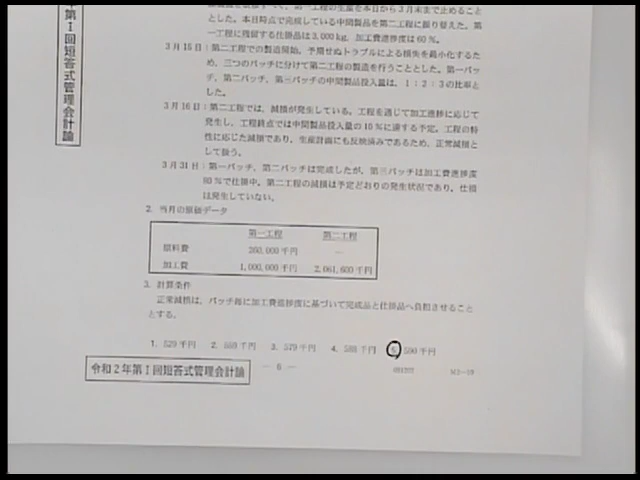 年第Ⅰ回短答式管理会計論
とした。本日時点で完成している中間製品を第二工程に振り替えた。第
一工程に残留する仕掛品は3,000 kg、加工費進捗度は60%。
3月15日:第二工程での製造開始。予期せぬトラブルによる損失を最小化するた
め、三つのバッチに分けて第二工程の製造を行うこととした。第一バッ
チ、第二バッチ、第三バッチの中間製品投入量は、1:2:3の比率と
した。
3月16日:第二工程では、減損が発生している。工程を通じて加工進捗に応じて
発生し、工程終点では中間製品投入量の10%に達する予定。工程の特
性に応じた減損であり、生産計画にも反映済みであるため、正常減損とし
て扱う。
3月31日:第一バッチ、第二バッチは完成したが、第三バッチは加工費進捗度
80%で仕掛中。第二工程の減損は予定どおりの発生状況であり、仕損
は発生していない。
2. 当月の原価データ
第一工程 第二工程
原料費 260,000千円 ―
加工費 1,000,000千円 2,061,600千円
3. 計算条件
正常減損は、バッチ毎に加工費進捗度に基づいて完成品と仕掛品へ負担させること
とする。
1. 529千円 2. 559千円 3. 579千円 4. 588千円 5. 590千円
令和2年第Ⅰ回短答式管理会計論
― 6 ―